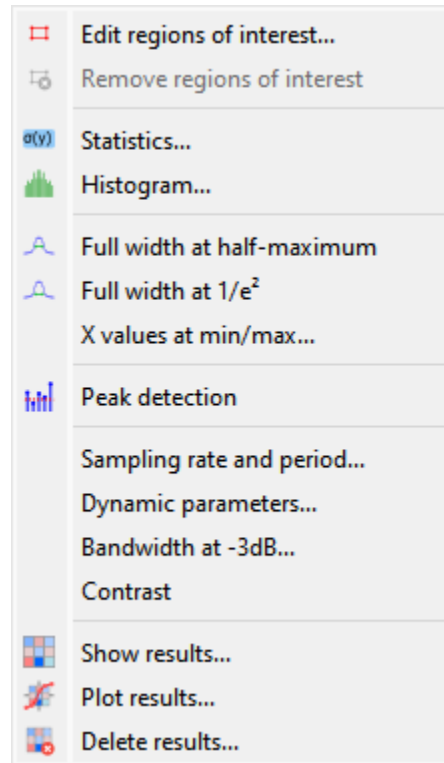 Edit regions of interest...
Remove regions of interest
σ(y) Statistics...
Histogram...
Full width at half-maximum
Full width at 1/e²
X values at min/max...
Peak detection
Sampling rate and period...
Dynamic parameters...
Bandwidth at -3dB...
Contrast
Show results...
Plot results...
Delete results...